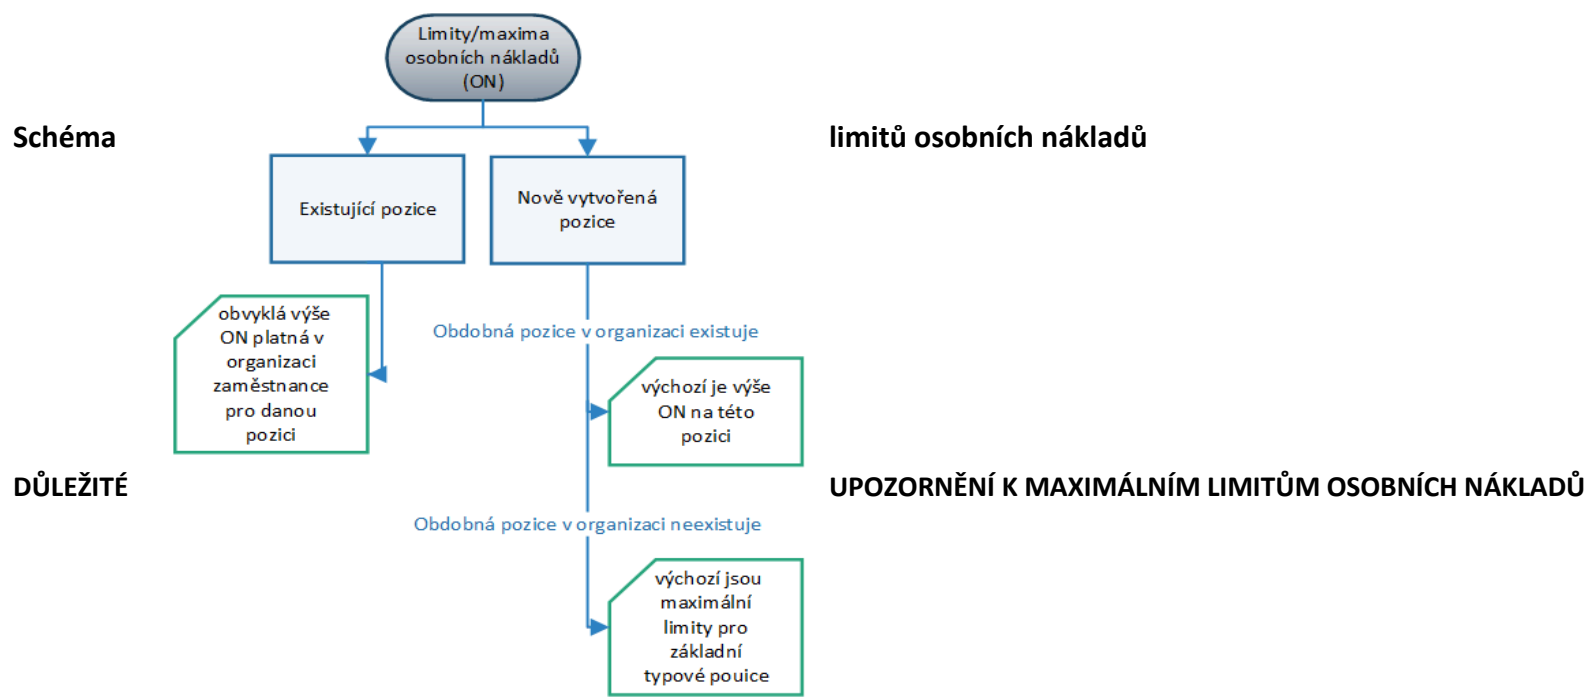 Limity/maxima
osobních nákladů
(ON)
Schéma
limitů osobních nákladů
Existující pozice
Nově vytvořená
pozice
obvyklá výše
ON platná v
organizaci
zaměstnance
pro danou
pozici
Obdobná pozice v organizaci existuje
výchozí je výše
ON na této
pozici
DŮLEŽITÉ
UPOZORNĚNÍ K MAXIMÁLNÍM LIMITŮM OSOBNÍCH NÁKLADŮ
Obdobná pozice v organizaci neexistuje
výchozí jsou
maximální
limity pro
základní
typové pouice